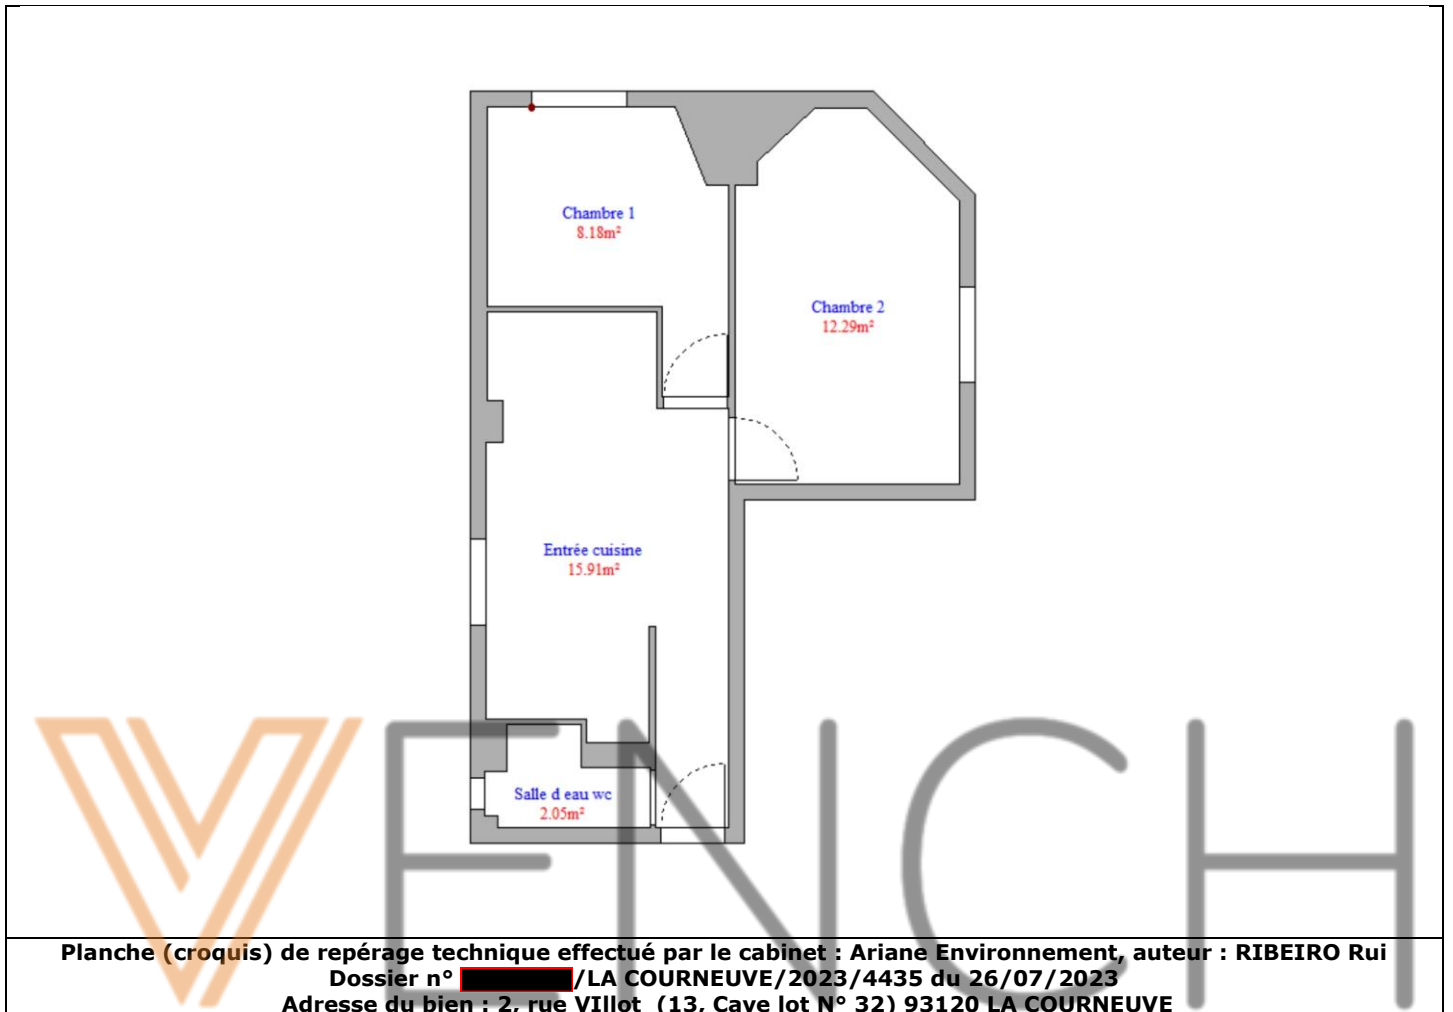 Chambre 1
8.18m²
Chambre 2
12.29m²
Entrée cuisine
15.91m²
Salle d eau wc
2.05m²
VENCH
Planche (croquis) de repérage technique effectué par le cabinet : Ariane Environnement, auteur : RIBEIRO Rui
Dossier n° /LA COURNEUVE/2023/4435 du 26/07/2023
Adresse du bien : 2, rue VIllot (13, Cave lot N° 32) 93120 LA COURNEUVE